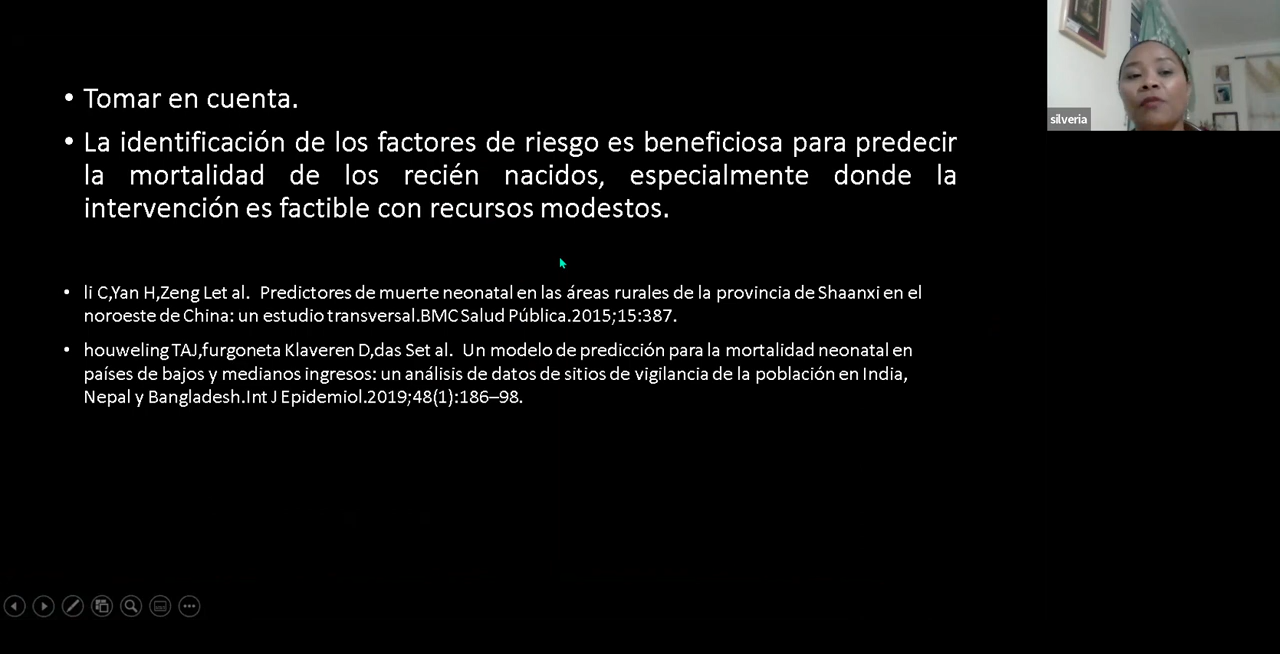 • Tomar en cuenta.
• La identificación de los factores de riesgo es beneficiosa para predecir
la mortalidad de los recién nacidos, especialmente donde la
intervención es factible con recursos modestos.
• li C,Yan H,Zeng Let al. Predictores de muerte neonatal en las áreas rurales de la provincia de Shaanxi en el
noroeste de China: un estudio transversal.BMC Salud Pública.2015;15:387.
• houweling TAJ,furgoneta Klaveren D,das Set al. Un modelo de predicción para la mortalidad neonatal en
países de bajos y medianos ingresos: un análisis de datos de sitios de vigilancia de la población en India,
Nepal y Bangladesh.Int J Epidemiol.2019;48(1):186–98.
silveria